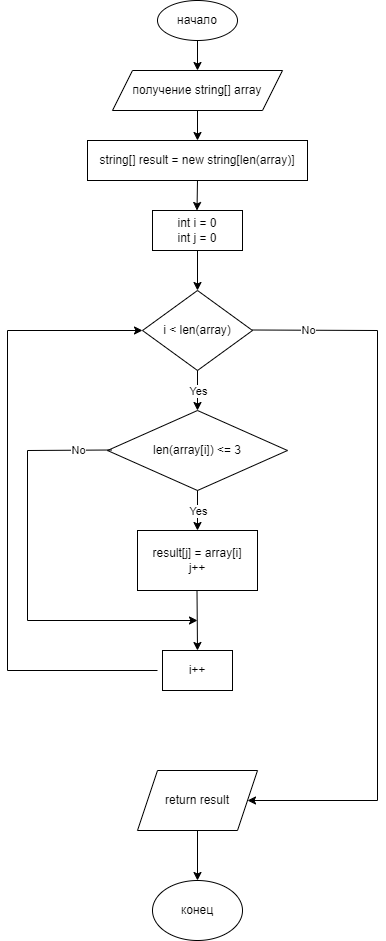 начало
получение string[] array
string[] result = new string[len(array)]
int i = 0
int j = 0
i < len(array)
No
Yes
len(array[i]) <= 3
No
Yes
result[j] = array[i]
j++
i++
return result
конец